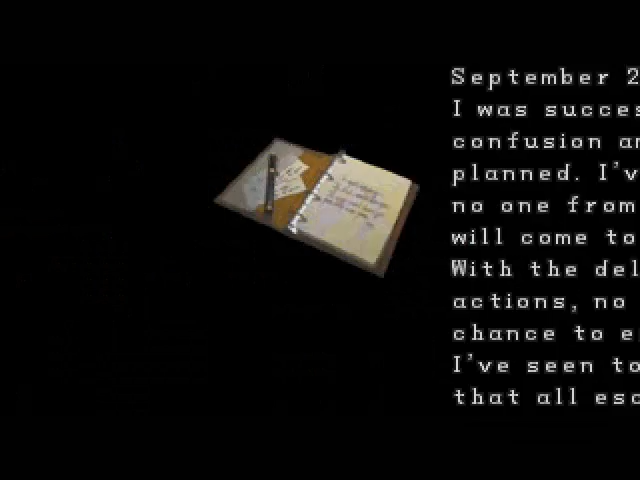 September 2
I was succes
confusion an
planned. I'v
no one from
will come to
With the del
actions, no
chance to e
I've seen to
that all esc